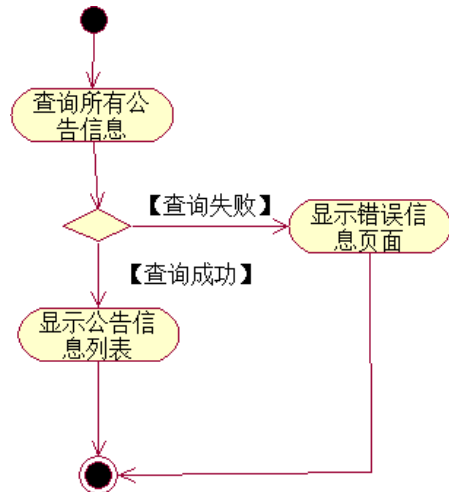 查询所有公
告信息
【查询失败】
显示错误信
息页面
【查询成功】
显示公告信
息列表